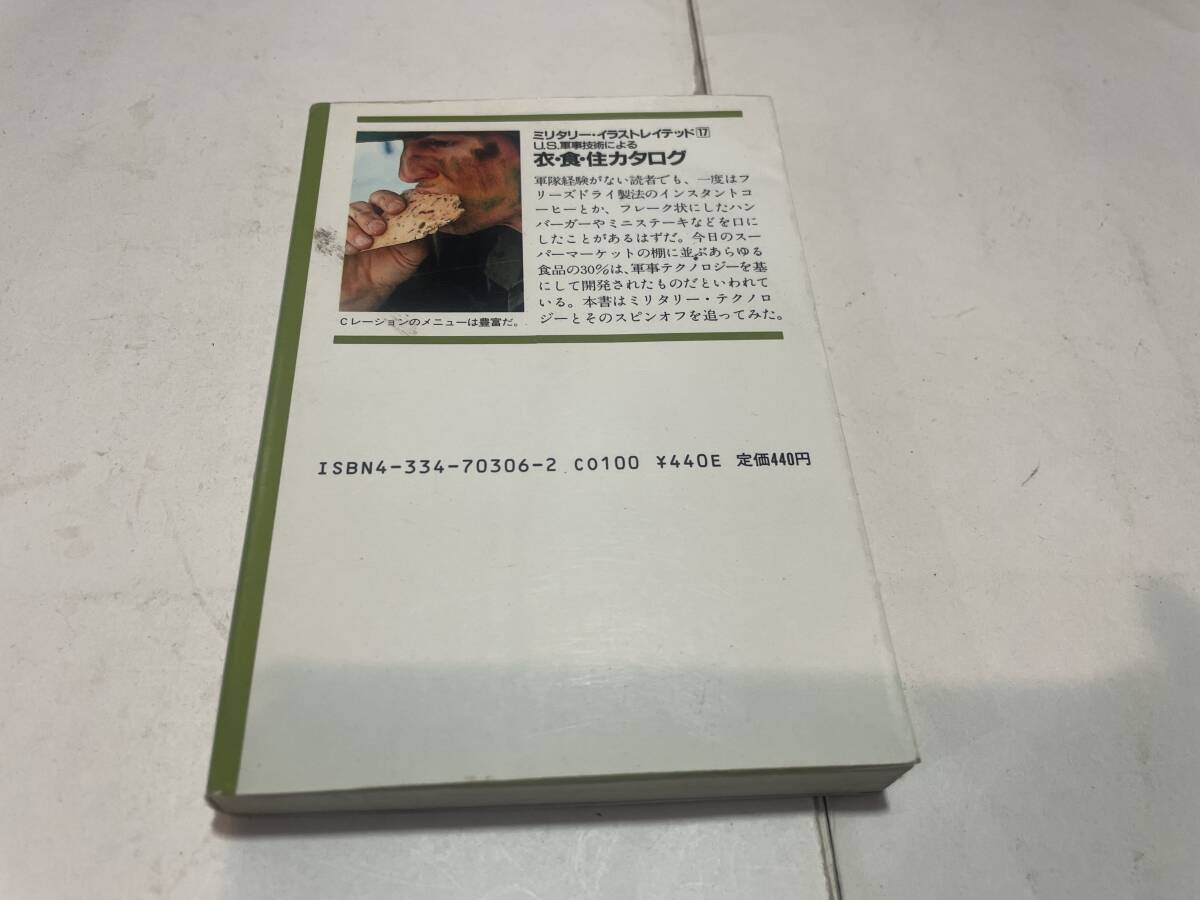 ミリタリー・イラストレイテッド17
U.S.軍事技術による
衣・食・住カタログ
軍隊経験がない読者でも、一度はフ
リーズドライ製法のインスタントコ
ーヒーとか、フレーク状にしたハン
バーガーやミニステーキなどを口に
したことがあるはずだ。今日のスー
パーマーケットの棚に並ぶあらゆる
食品の30%は、軍事テクノロジーを基
にして開発されたものだといわれて
いる。本書はミリタリー・テクノロ
ジーとそのスピンオフを追ってみた。
Cレーションのメニューは豊富だ。
ISBN4-334-70306-2 C0100 ¥440E 定価440円